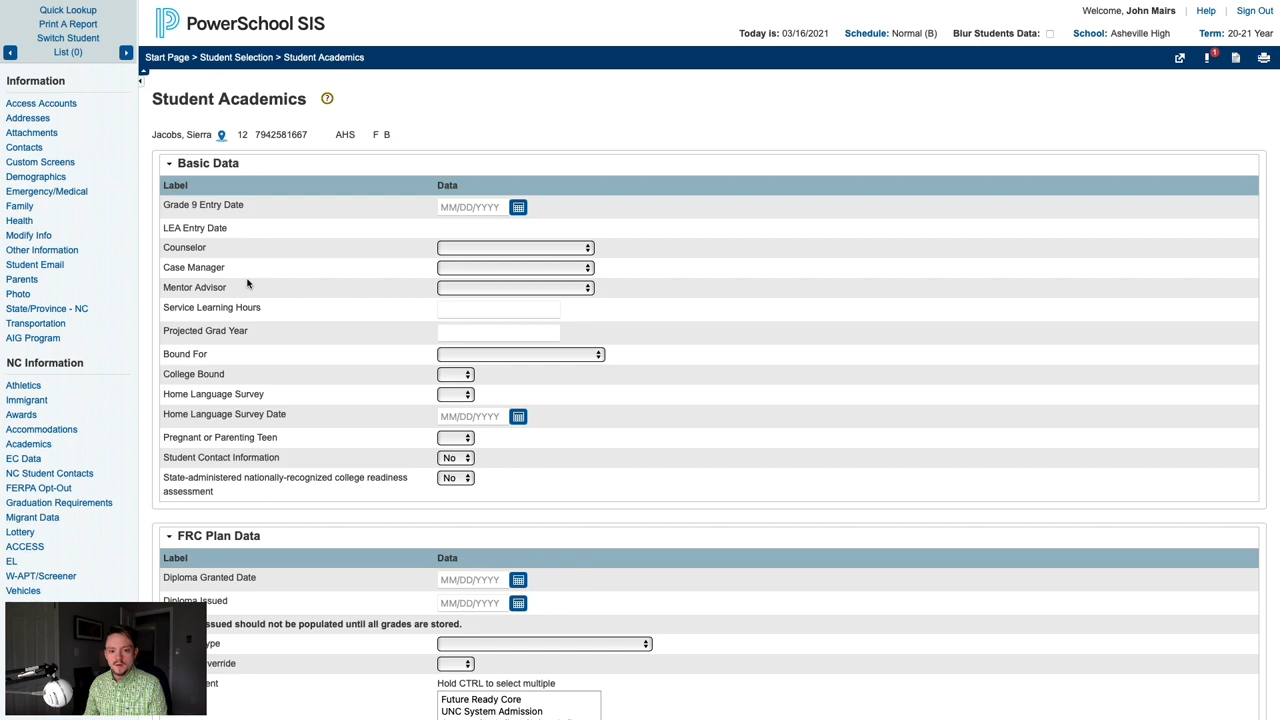 Quick Lookup
Print A Report
Switch Student
List (0)
PowerSchool SIS
Welcome, John Mairs | Help | Sign Out
Today is: 03/16/2021 Schedule: Normal (B) Blur Students Data: School: Asheville High Term: 20-21 Year
Start Page > Student Selection > Student Academics
1
Information
Access Accounts
Addresses
Attachments
Contacts
Custom Screens
Demographics
Emergency/Medical
Family
Health
Modify Info
Other Information
Student Email
Parents
Photo
State/Province - NC
Transportation
AIG Program
NC Information
Athletics
Immigrant
Awards
Accommodations
Academics
EC Data
NC Student Contacts
FERPA Opt-Out
Graduation Requirements
Migrant Data
Lottery
ACCESS
EL
W-APT/Screener
Vehicles
Student Academics ?
Jacobs, Sierra 12 7942581667 AHS F B
Basic Data
Label Data
Grade 9 Entry Date MM/DD/YYYY
LEA Entry Date
Counselor
Case Manager
Mentor Advisor
Service Learning Hours
Projected Grad Year
Bound For
College Bound
Home Language Survey
Home Language Survey Date MM/DD/YYYY
Pregnant or Parenting Teen
Student Contact Information No
State-administered nationally-recognized college readiness No
assessment
FRC Plan Data
Label Data
Diploma Granted Date MM/DD/YYYY
Diploma Issued MM/DD/YYYY
should not be populated until all grades are stored.
Hold CTRL to select multiple
Future Ready Core
UNC System Admission